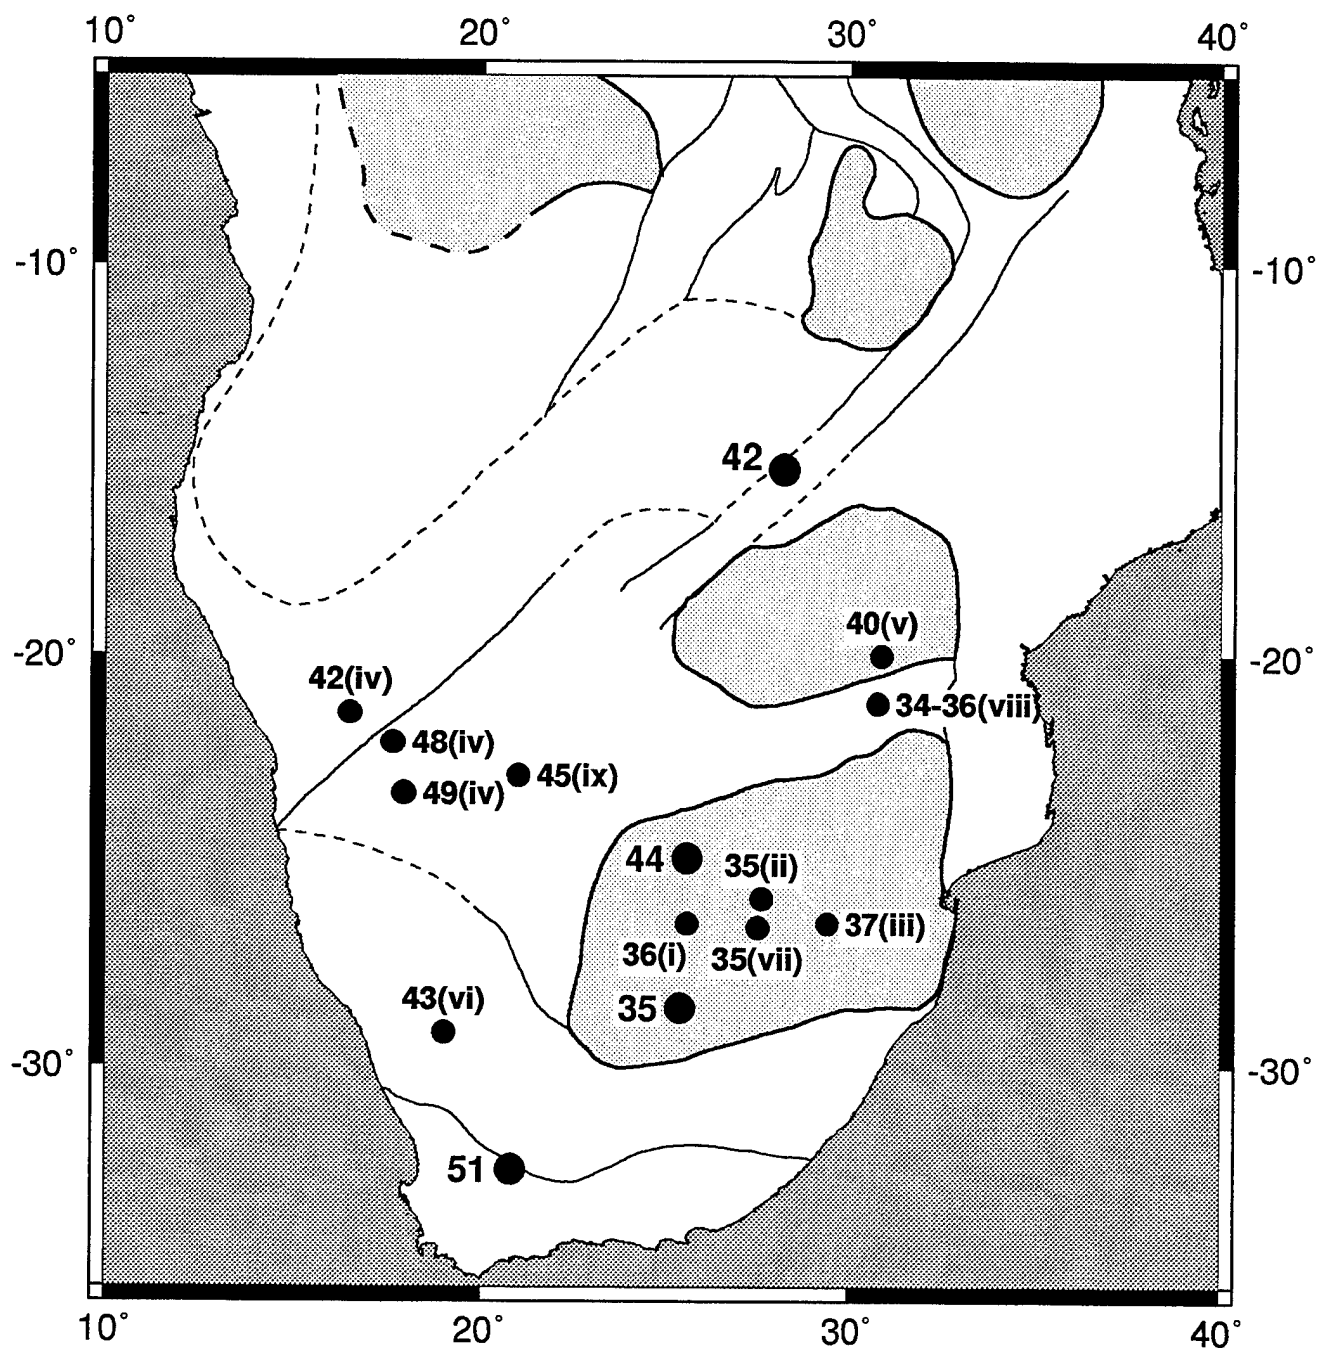 10° 20° 30° 40°
-10° -10°
42
40(v)
-20° -20°
42(iv)
34-36(viii)
48(iv)
45(ix)
49(iv)
44
35(ii)
37(iii)
36(i)
35(vii)
43(vi)
35
-30° -30°
51
10° 20° 30° 40°